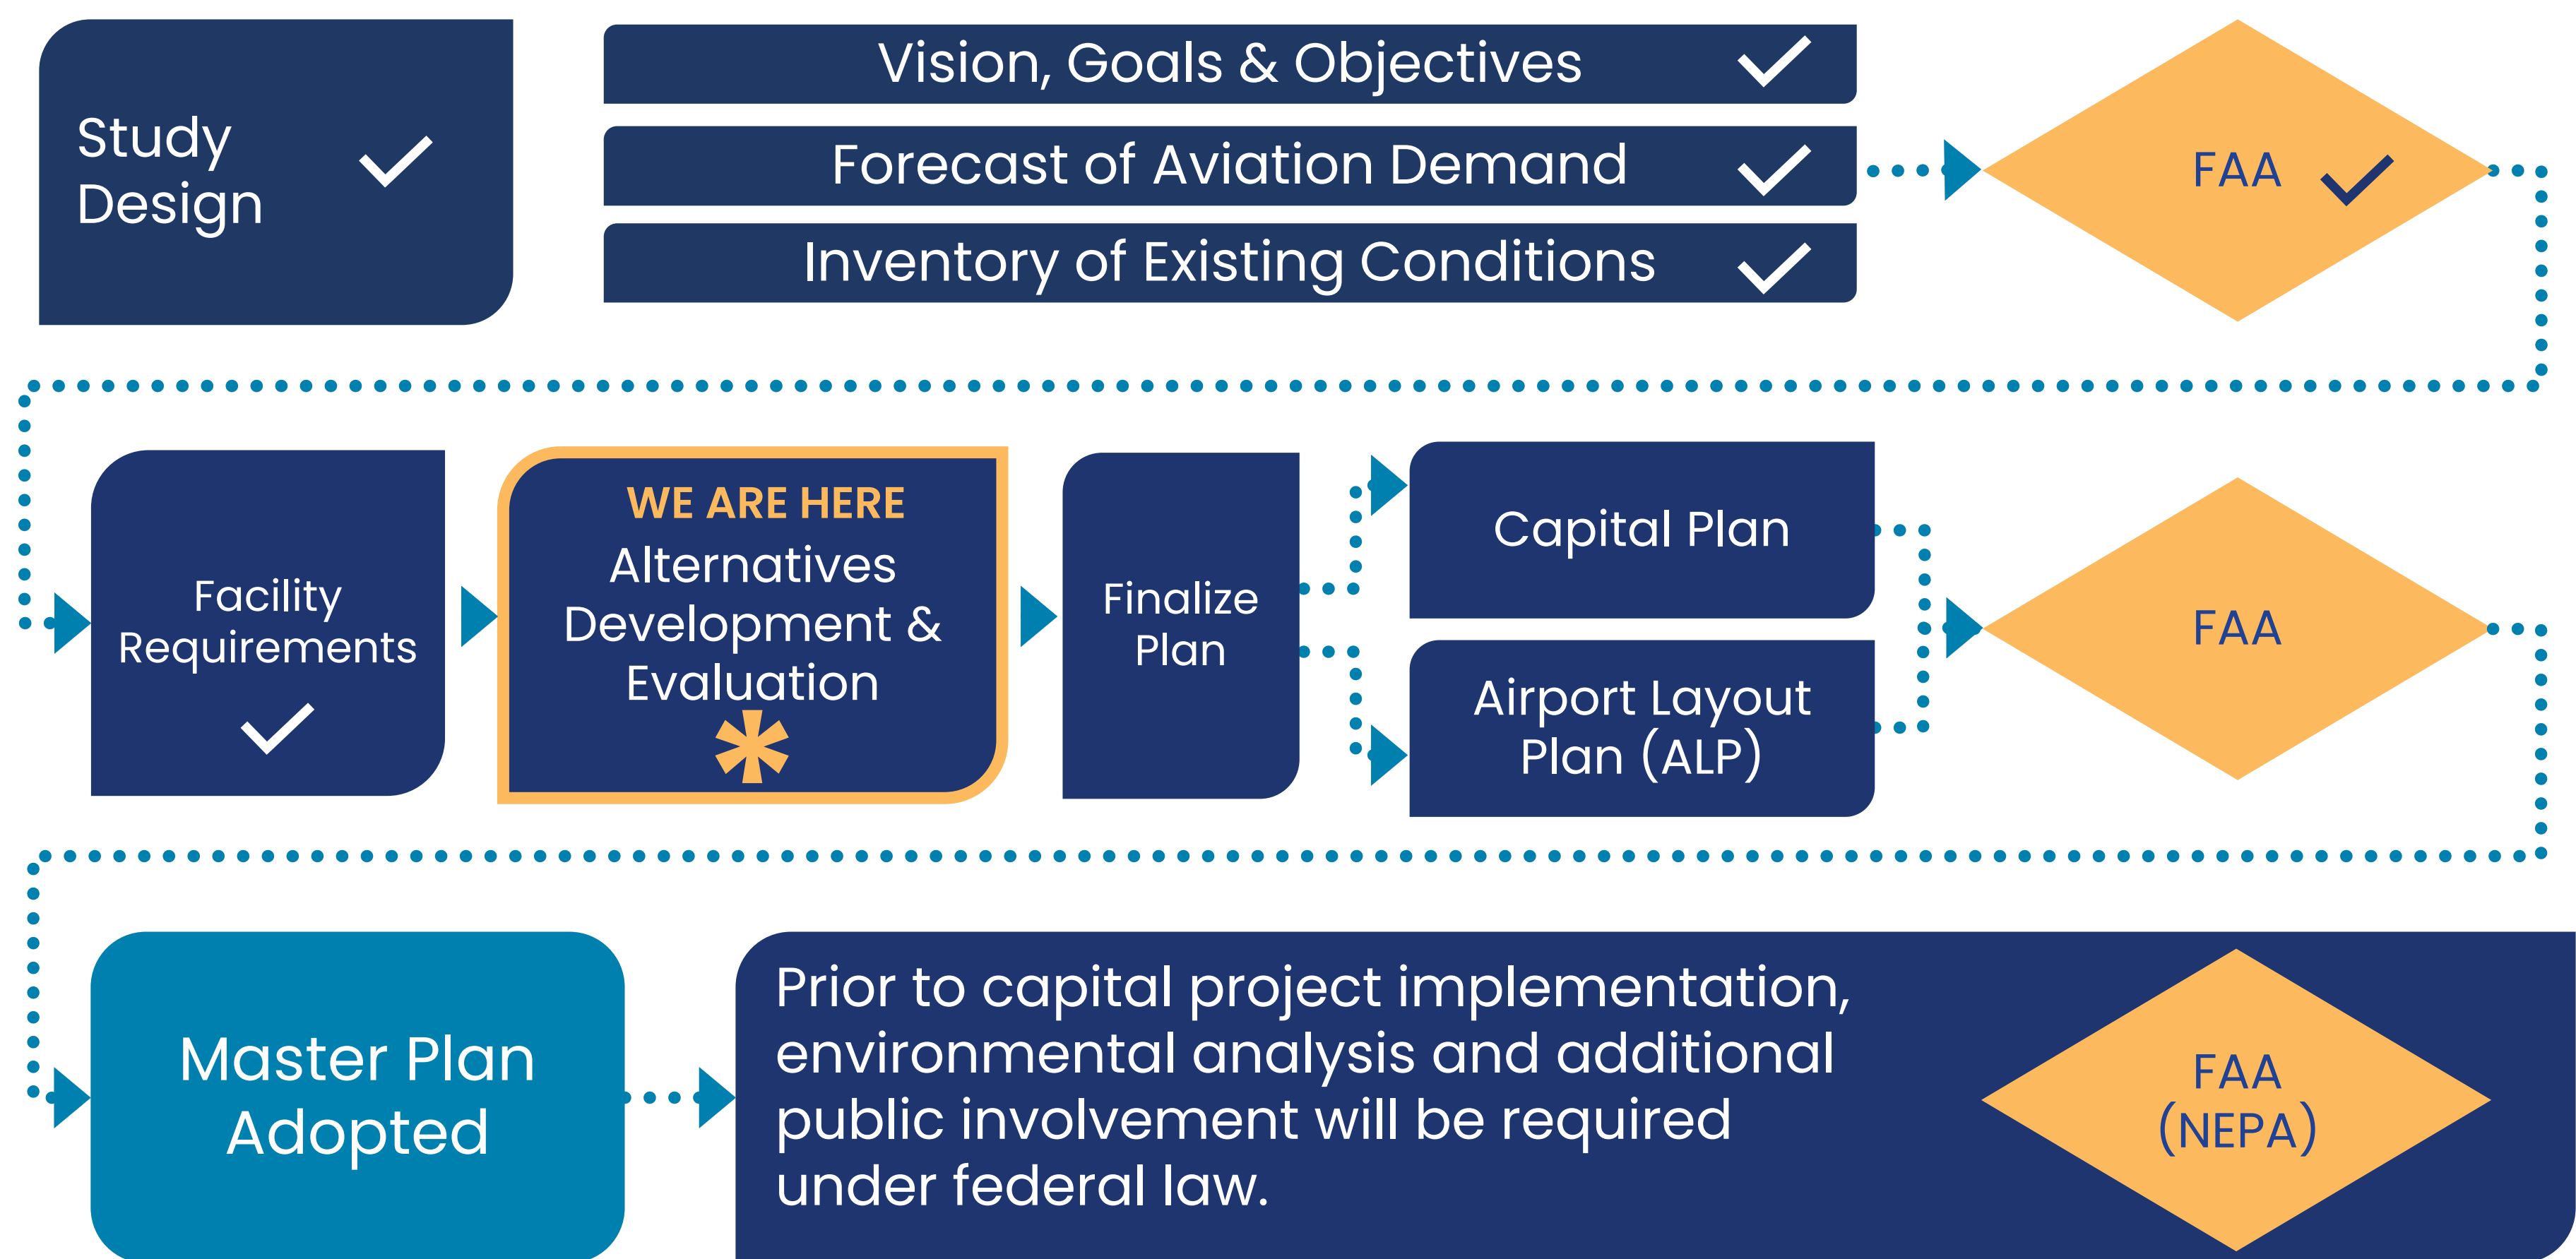 Study
Design
Vision, Goals & Objectives
Forecast of Aviation Demand
Inventory of Existing Conditions
FAA
Facility
Requirements
WE ARE HERE
Alternatives
Development &
Evaluation
*
Finalize
Plan
Capital Plan
Airport Layout
Plan (ALP)
FAA
Master Plan
Adopted
Prior to capital project implementation,
environmental analysis and additional
public involvement will be required
under federal law.
FAA
(NEPA)